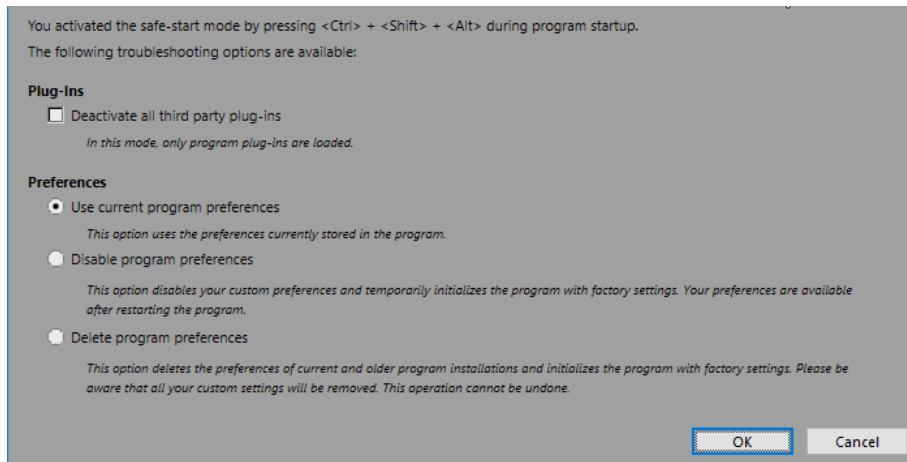 You activated the safe-start mode by pressing <Ctrl> + <Shift> + <Alt> during program startup.
The following troubleshooting options are available:
Plug-Ins
Deactivate all third party plug-ins
In this mode, only program plug-ins are loaded.
Preferences
Use current program preferences
This option uses the preferences currently stored in the program.
Disable program preferences
This option disables your custom preferences and temporarily initializes the program with factory settings. Your preferences are available
after restarting the program.
Delete program preferences
This option deletes the preferences of current and older program installations and initializes the program with factory settings. Please be
aware that all your custom settings will be removed. This operation cannot be undone.
OK Cancel